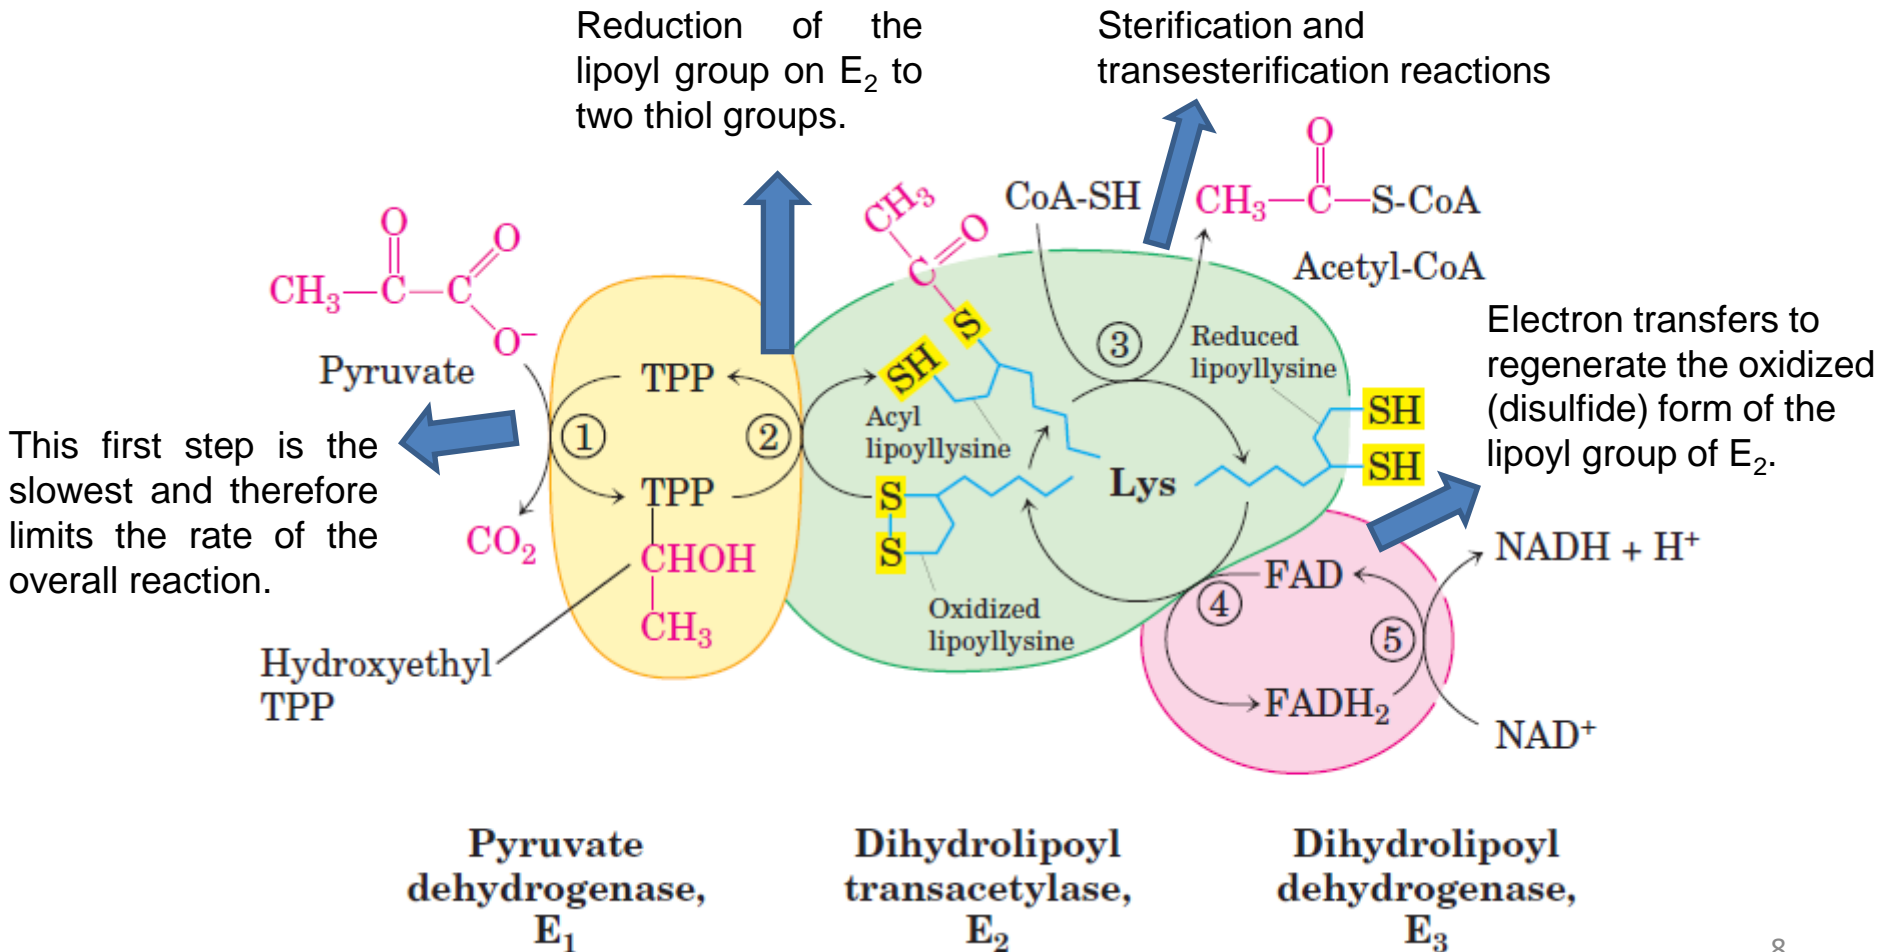 Reduction of the
lipoyl group on E₂ to
two thiol groups.
Sterification and
transesterification reactions
O
O
CH₃—C—C
O⁻
Pyruvate
CH₃
O
C
S
SH
CoA-SH
O
CH₃—C—S-CoA
Acetyl-CoA
This first step is the
slowest and therefore
limits the rate of the
overall reaction.
Electron transfers to
regenerate the oxidized
(disulfide) form of the
lipoyl group of E₂.
TPP
①
②
TPP
CHOH
CH₃
CO₂
Hydroxyethyl
TPP
Acyl
lipoyllysine
③
Reduced
lipoyllysine
SH
SH
Lys
S
S
Oxidized
lipoyllysine
④
FAD
⑤
FADH₂
NADH + H⁺
NAD⁺
Pyruvate
dehydrogenase,
E₁
Dihydrolipoyl
transacetylase,
E₂
Dihydrolipoyl
dehydrogenase,
E₃
8